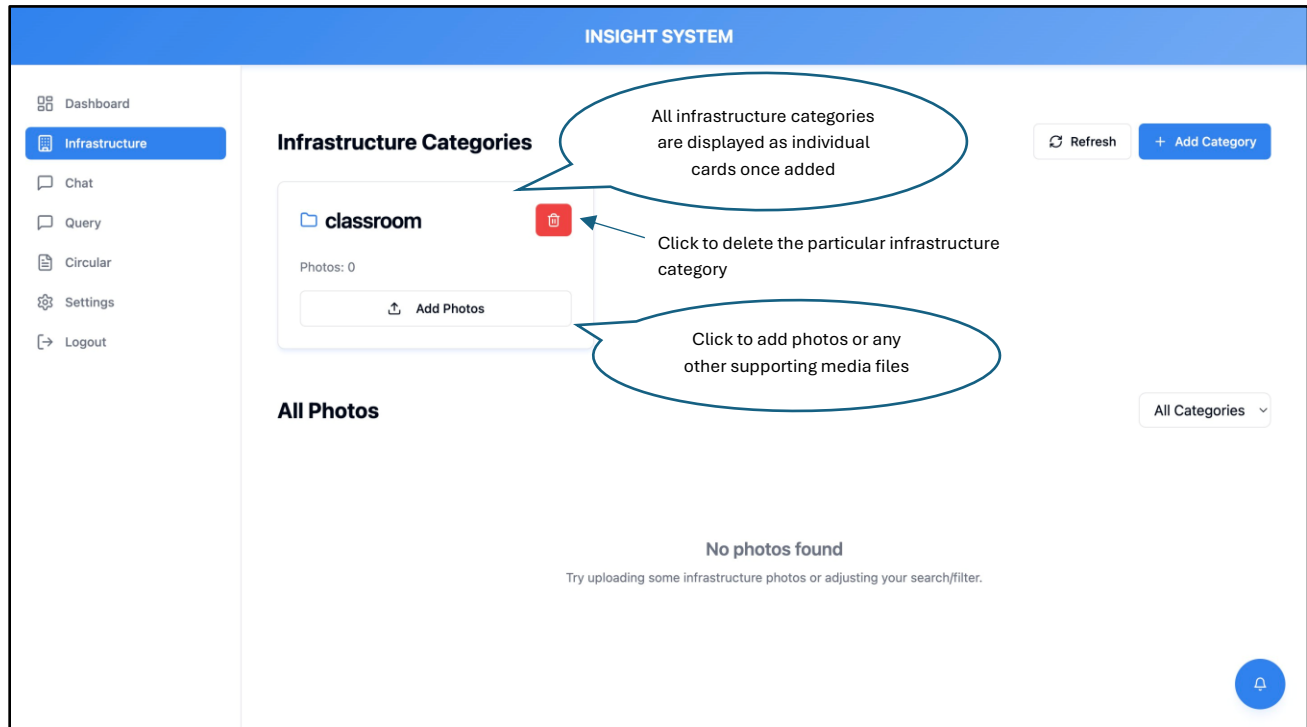 INSIGHT SYSTEM
Dashboard
Infrastructure
Chat
Query
Circular
Settings
Logout
Infrastructure Categories
All infrastructure categories
are displayed as individual
cards once added
Refresh
+ Add Category
classroom
Click to delete the particular infrastructure
category
Photos: 0
Add Photos
Click to add photos or any
other supporting media files
All Photos
All Categories
No photos found
Try uploading some infrastructure photos or adjusting your search/filter.